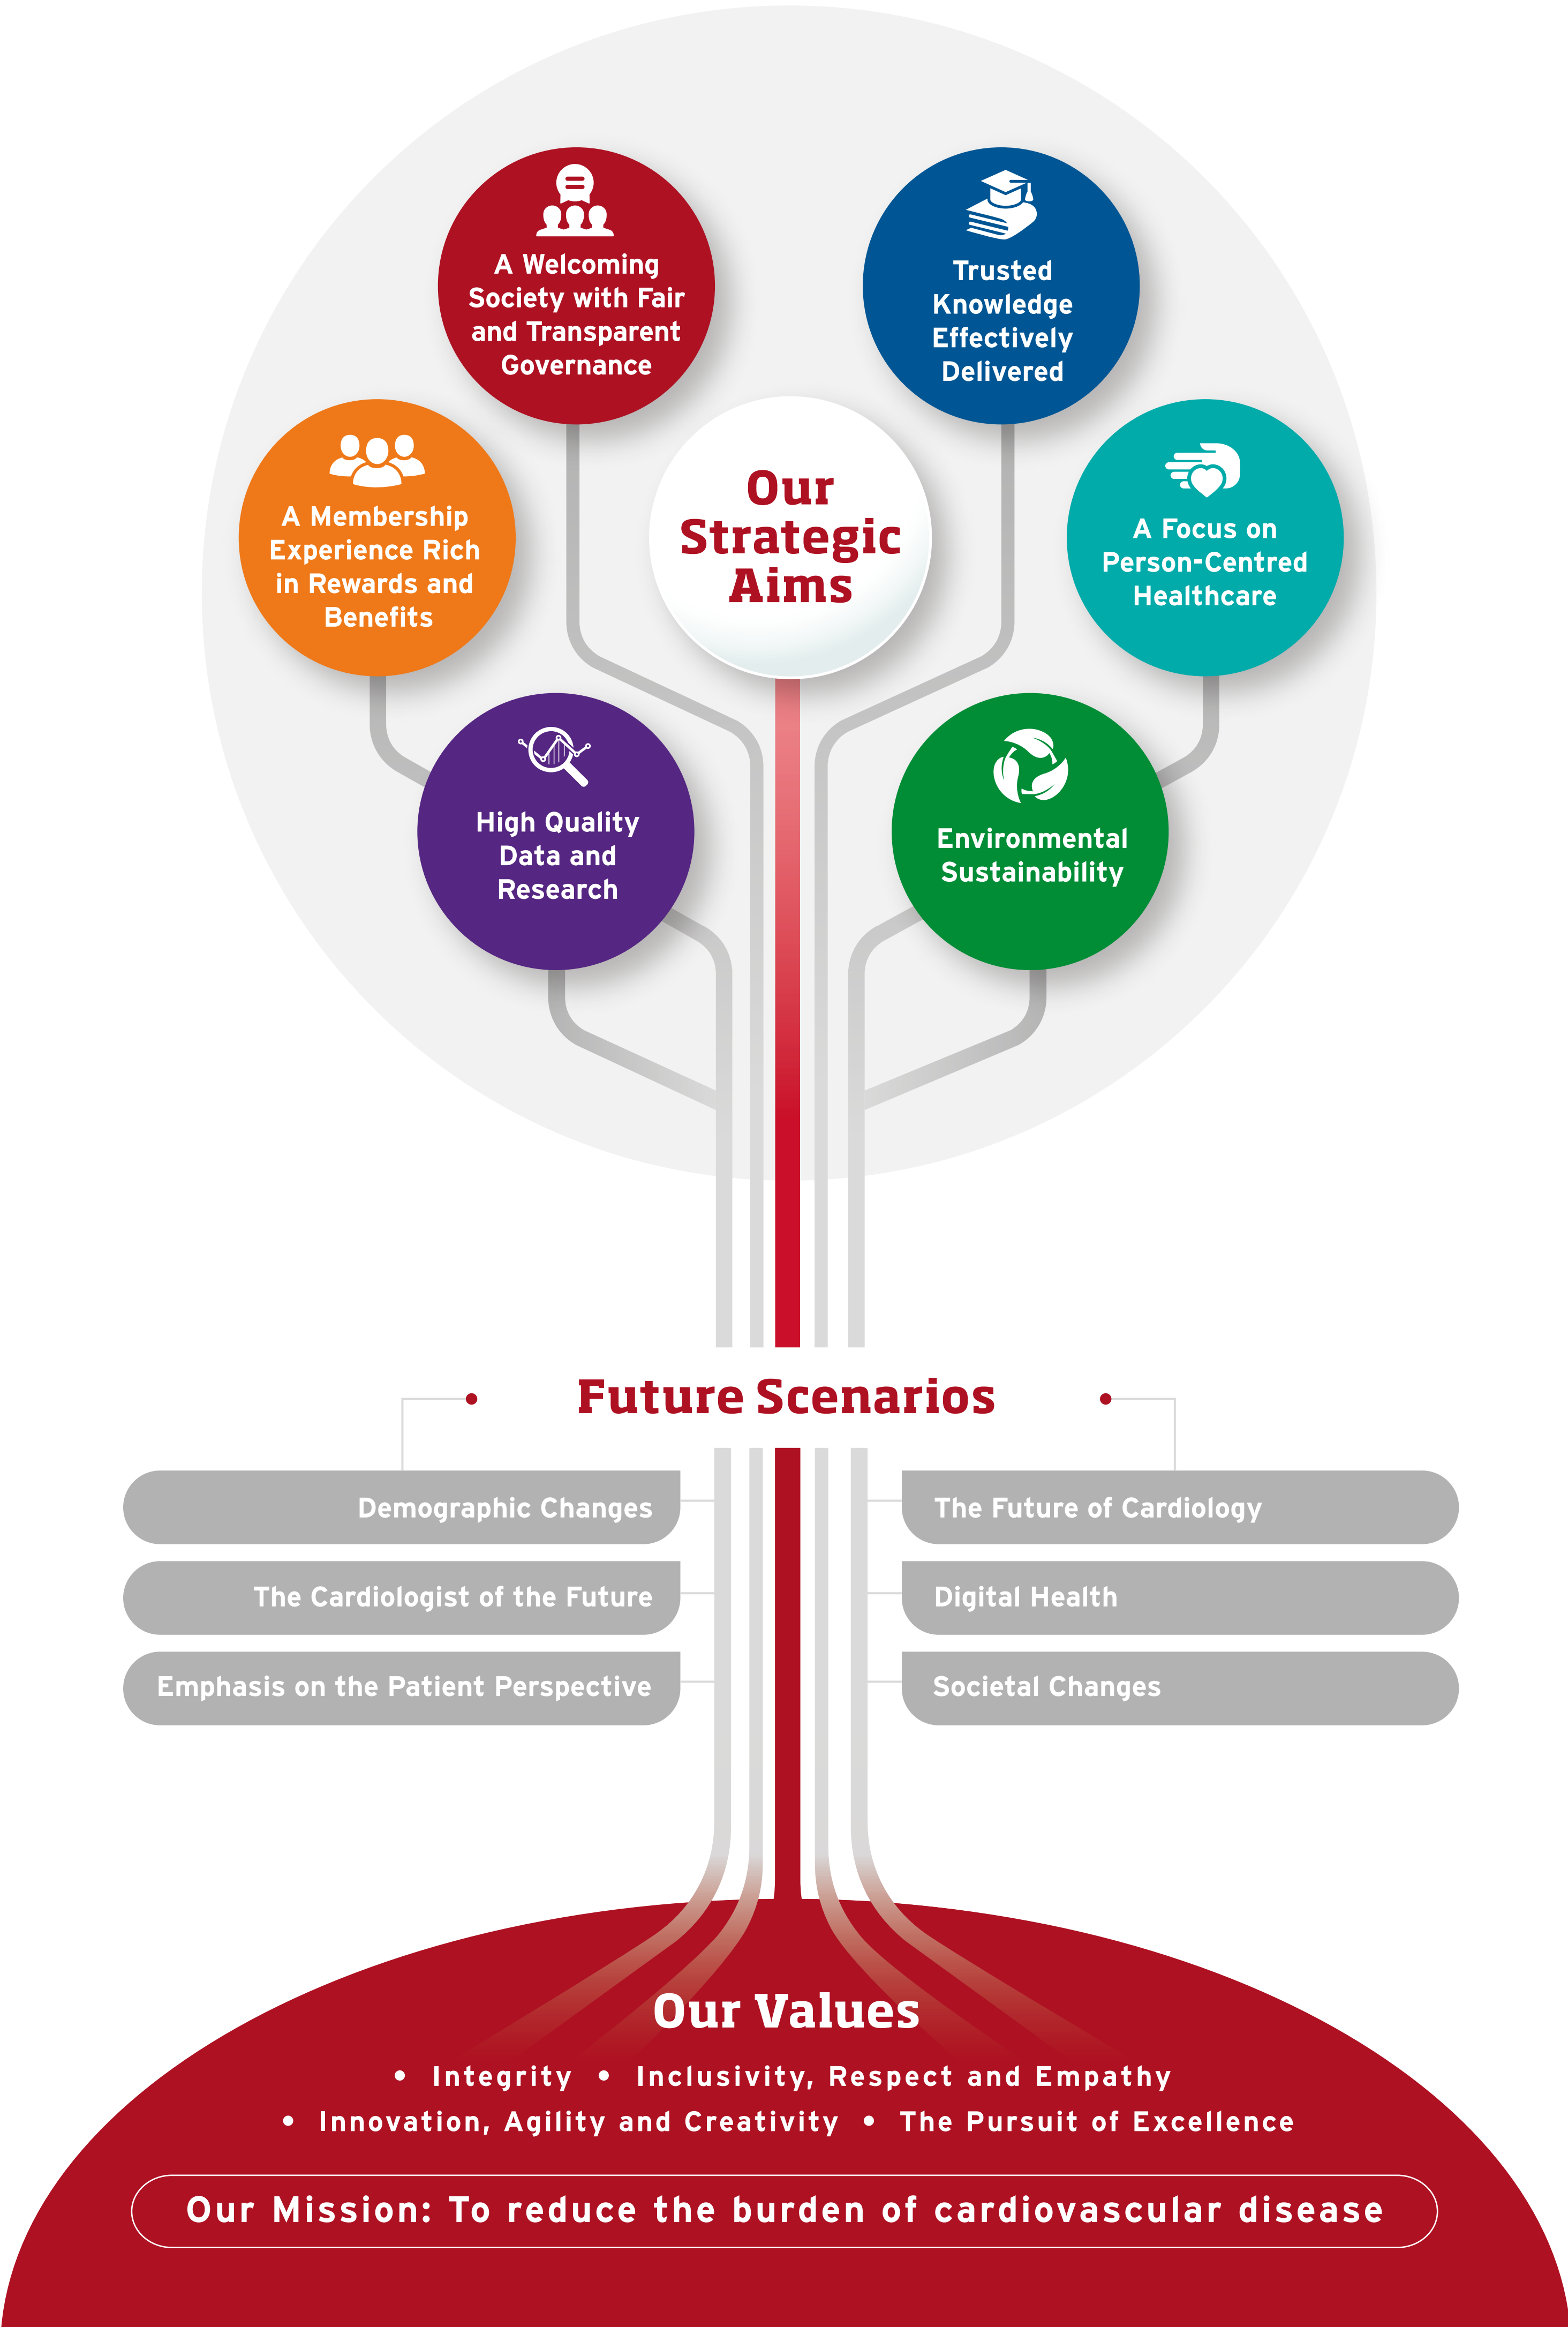 A Welcoming
Society with Fair
and Transparent
Governance
Trusted
Knowledge
Effectively
Delivered
A Membership
Experience Rich
in Rewards and
Benefits
Our
Strategic
Aims
A Focus on
Person-Centred
Healthcare
High Quality
Data and
Research
Environmental
Sustainability
Future Scenarios
Demographic Changes
The Future of Cardiology
The Cardiologist of the Future
Digital Health
Emphasis on the Patient Perspective
Societal Changes
Our Values
• Integrity • Inclusivity, Respect and Empathy
• Innovation, Agility and Creativity • The Pursuit of Excellence
Our Mission: To reduce the burden of cardiovascular disease